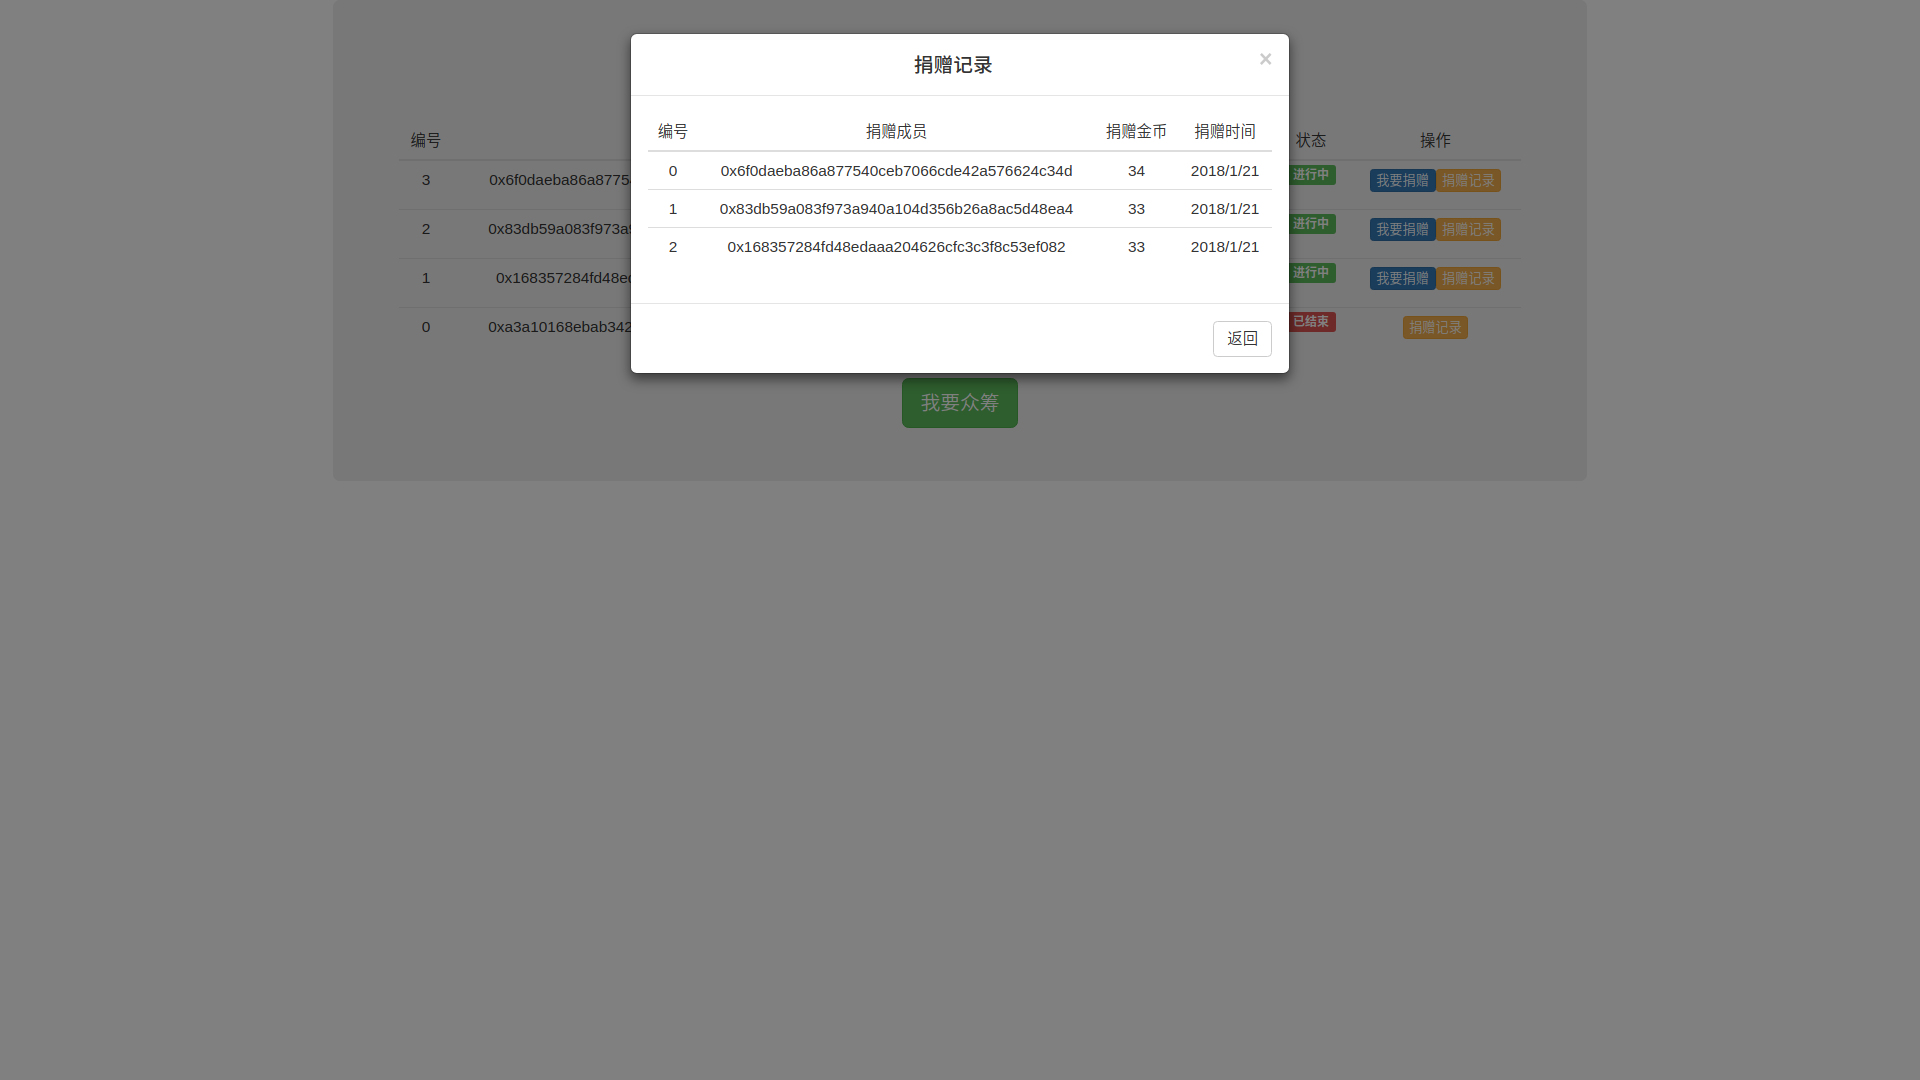 捐赠记录 ×
编号 捐赠成员 捐赠金币 捐赠时间
0 0x6f0daeba86a877540ceb7066cde42a576624c34d 34 2018/1/21
1 0x83db59a083f973a940a104d356b26a8ac5d48ea4 33 2018/1/21
2 0x168357284fd48edaaa204626cfc3c3f8c53ef082 33 2018/1/21
返回
编号 状态 操作
3 0x6f0daeba86a8775 进行中 我要捐赠 捐赠记录
2 0x83db59a083f973a 进行中 我要捐赠 捐赠记录
1 0x168357284fd48e 进行中 我要捐赠 捐赠记录
0 0xa3a10168ebab342 已结束 捐赠记录
我要众筹